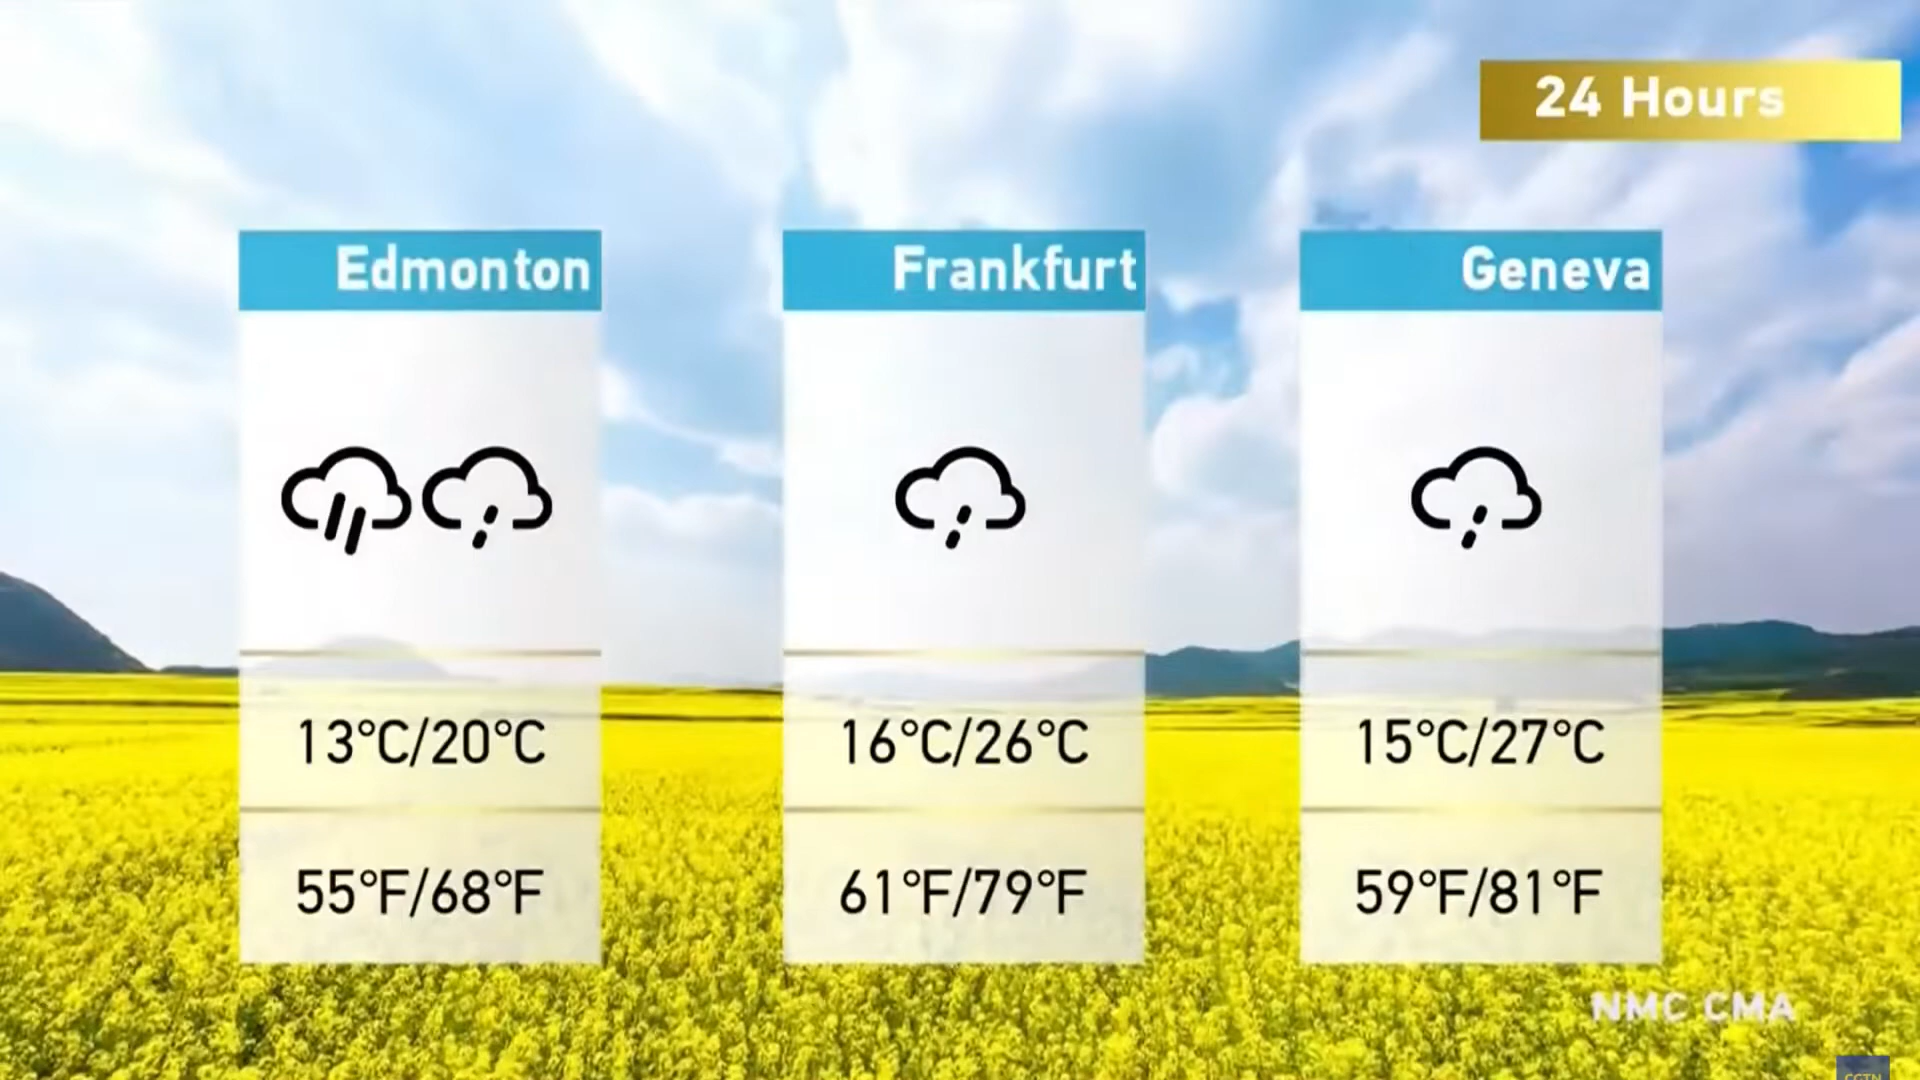 24 Hours
Edmonton
13°C/20°C
55°F/68°F
Frankfurt
16°C/26°C
61°F/79°F
Geneva
15°C/27°C
59°F/81°F
NMC CMA
CGTN